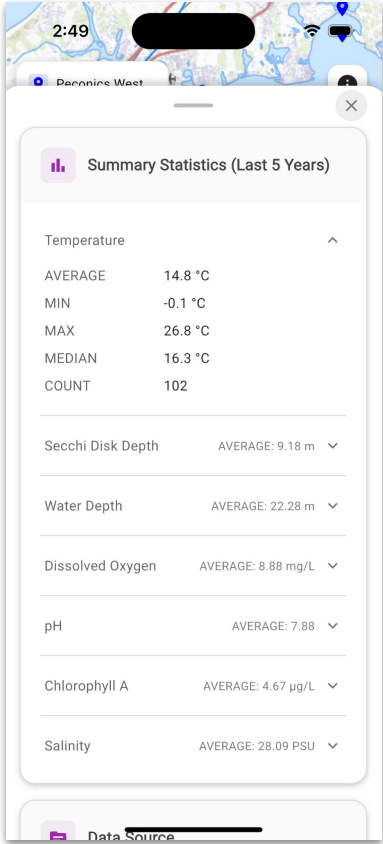 2:49
Peconics West
Summary Statistics (Last 5 Years)
Temperature
AVERAGE 14.8 °C
MIN -0.1 °C
MAX 26.8 °C
MEDIAN 16.3 °C
COUNT 102
Secchi Disk Depth AVERAGE: 9.18 m
Water Depth AVERAGE: 22.28 m
Dissolved Oxygen AVERAGE: 8.88 mg/L
pH AVERAGE: 7.88
Chlorophyll A AVERAGE: 4.67 µg/L
Salinity AVERAGE: 28.09 PSU
Data Source